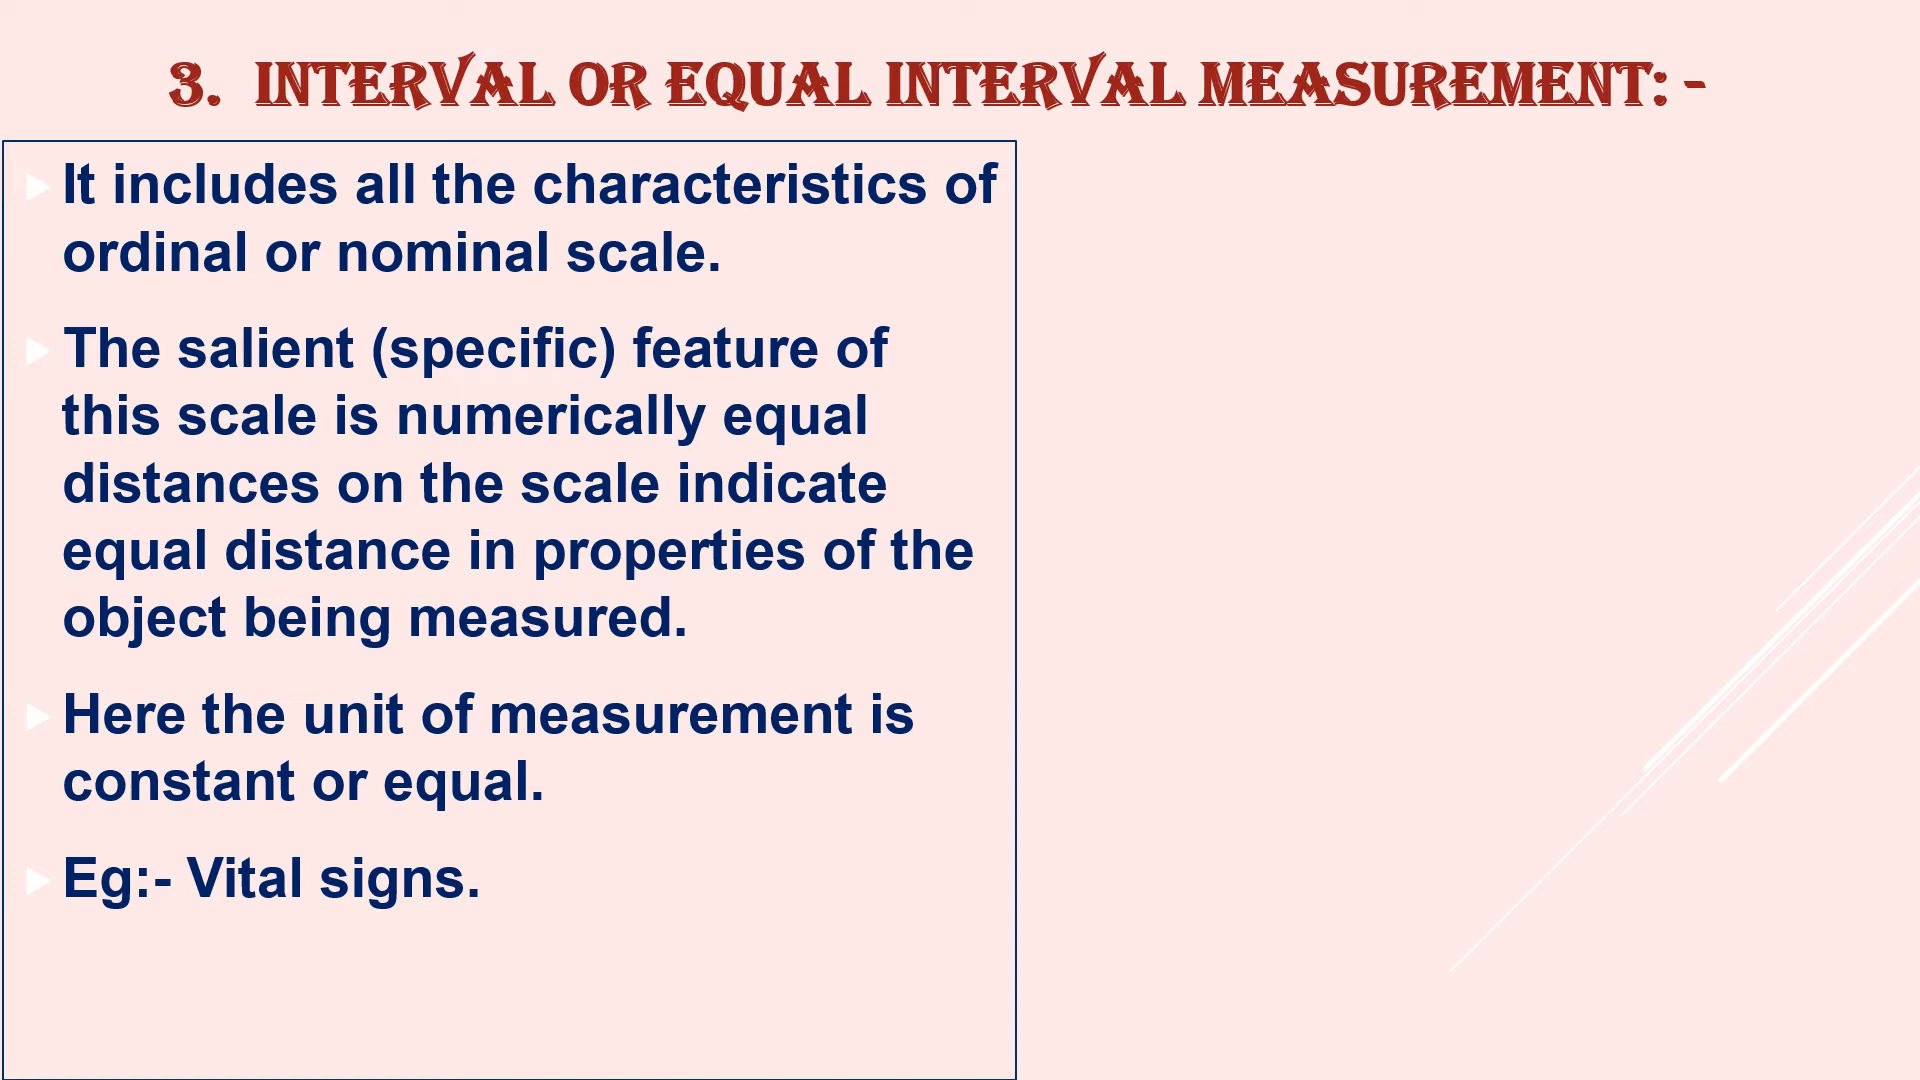 3. INTERVAL OR EQUAL INTERVAL MEASUREMENT: -
It includes all the characteristics of
ordinal or nominal scale.
The salient (specific) feature of
this scale is numerically equal
distances on the scale indicate
equal distance in properties of the
object being measured.
Here the unit of measurement is
constant or equal.
Eg:- Vital signs.